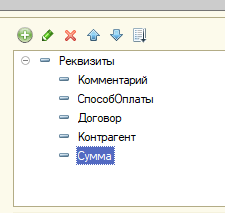 Реквизиты
Комментарий
СпособОплаты
Договор
Контрагент
Сумма